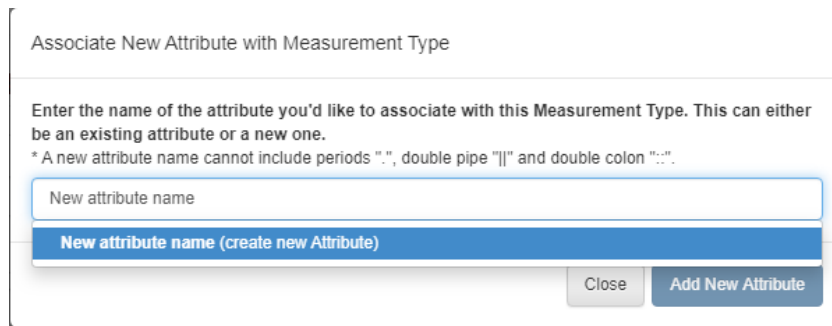 Associate New Attribute with Measurement Type
Enter the name of the attribute you'd like to associate with this Measurement Type. This can either
be an existing attribute or a new one.
* A new attribute name cannot include periods ".", double pipe "||" and double colon "::".
New attribute name
New attribute name (create new Attribute)
Close Add New Attribute